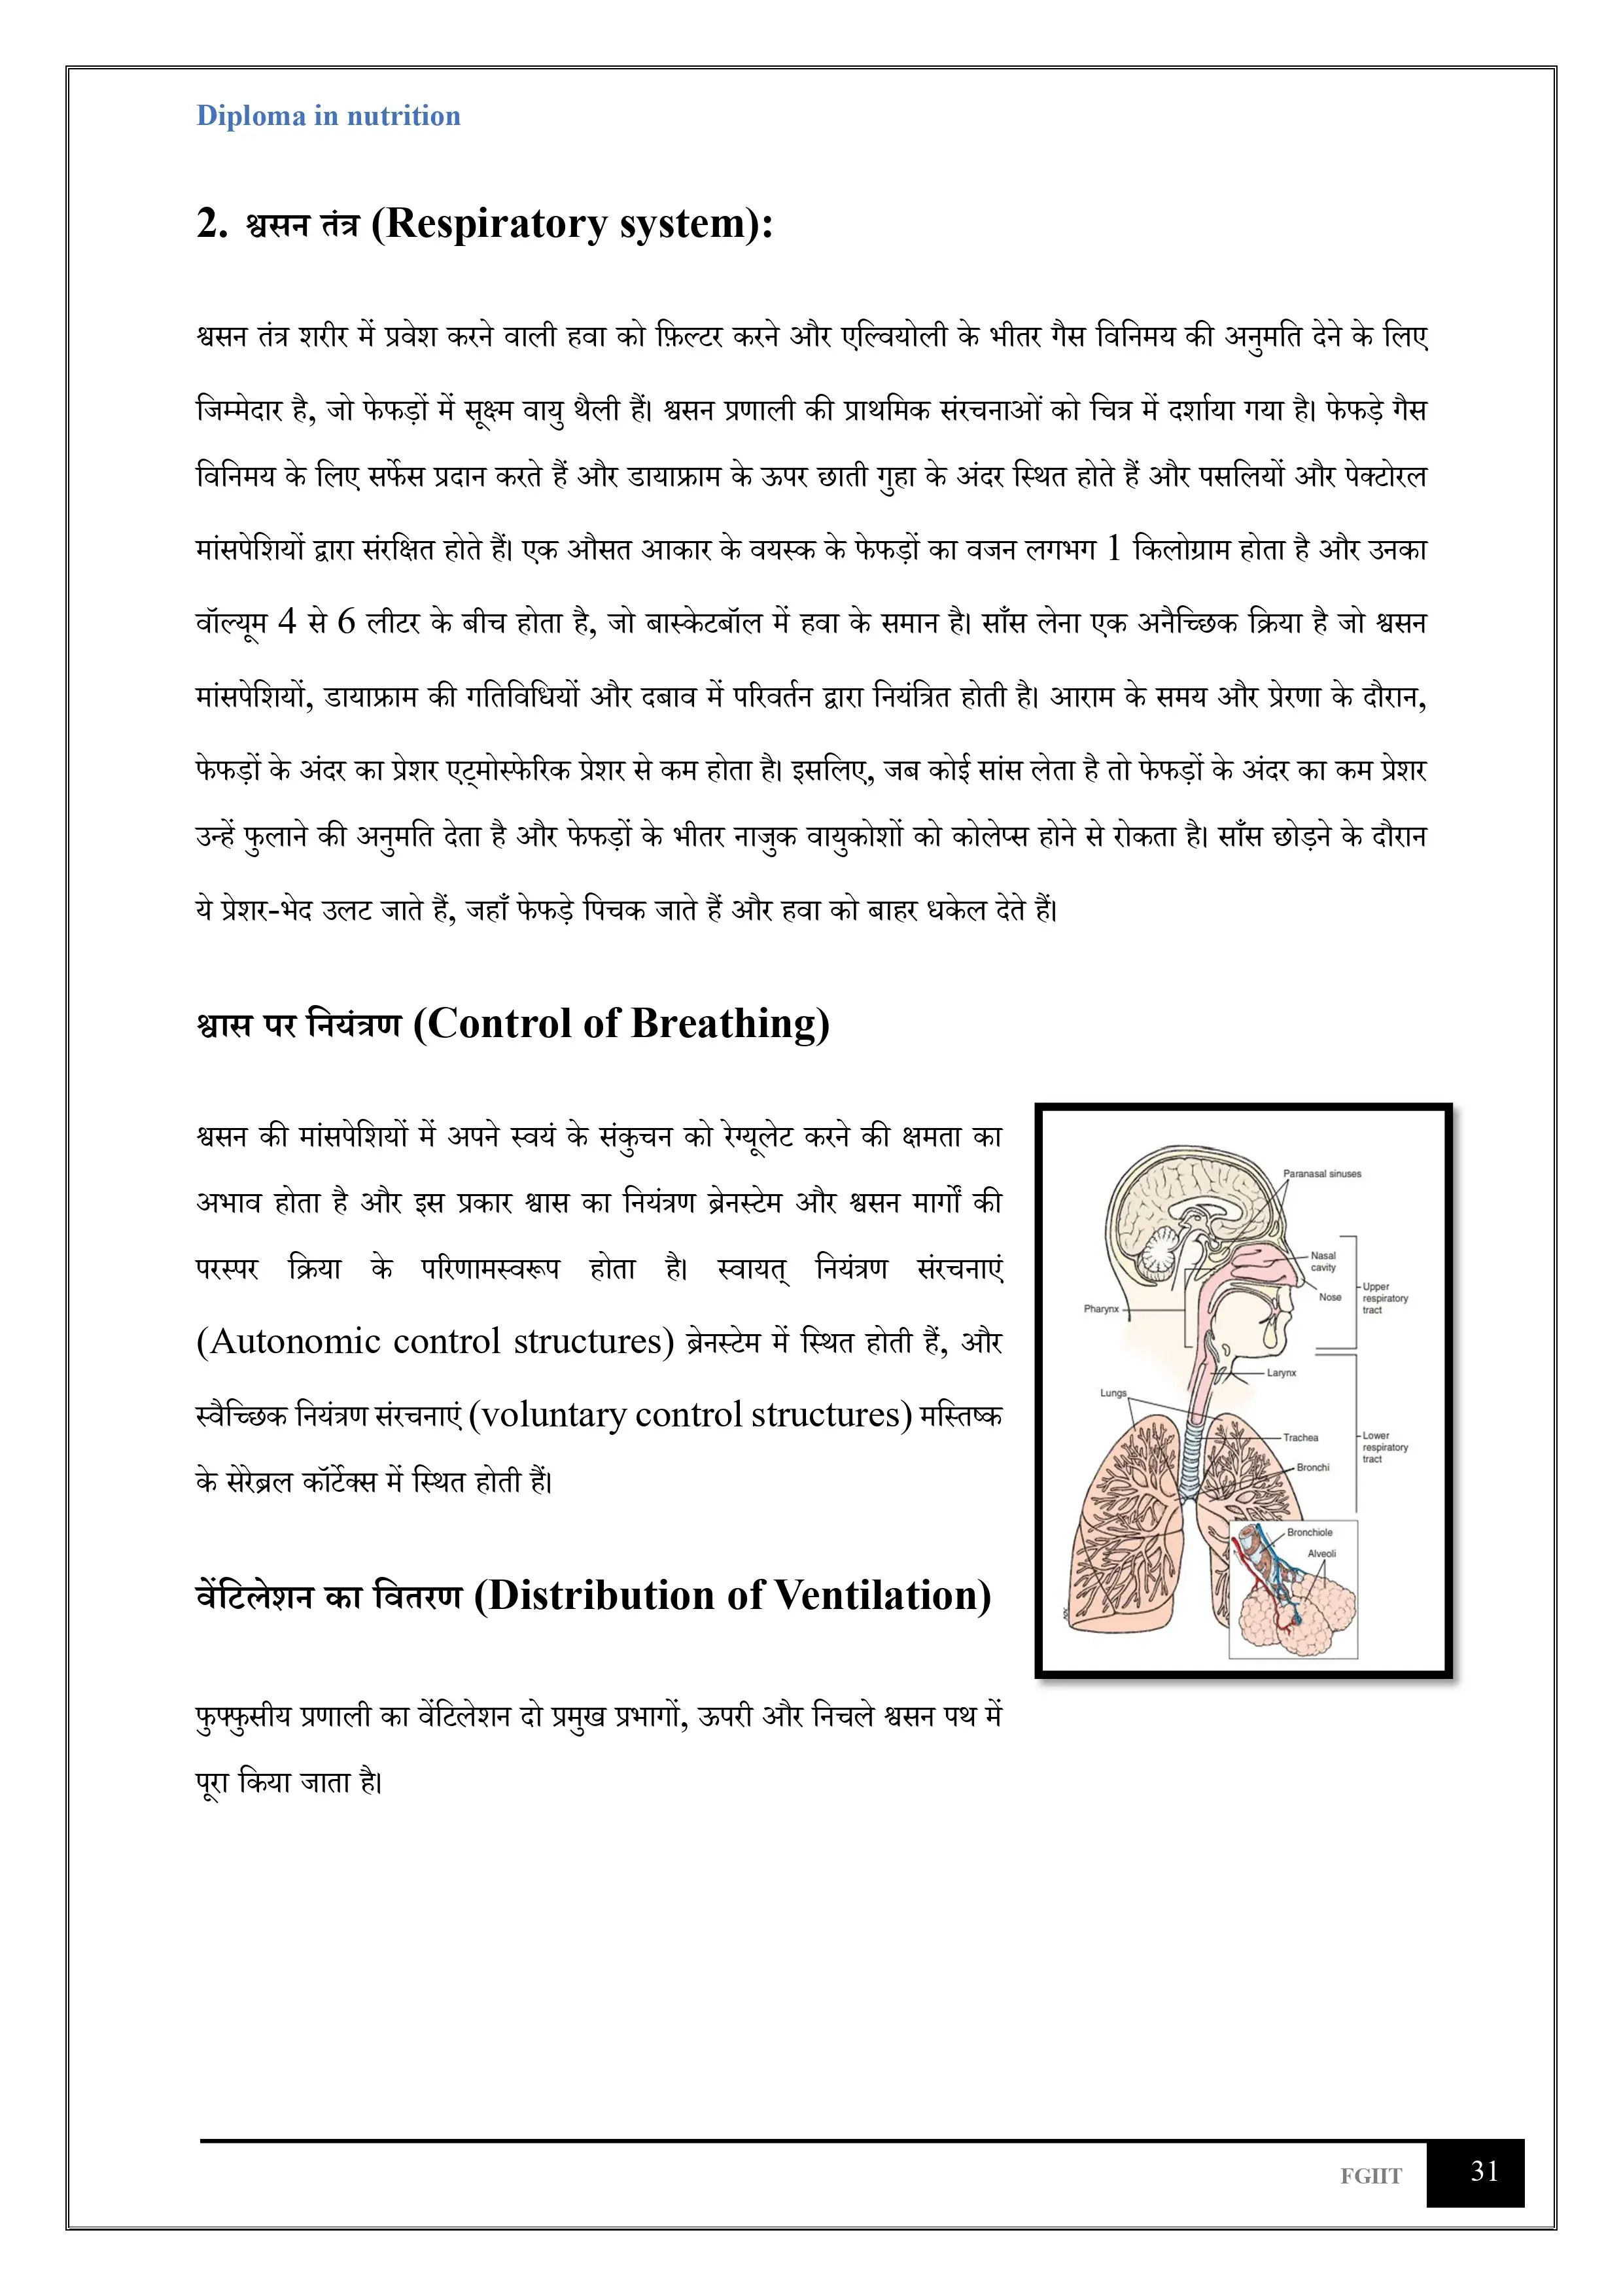 Diploma in nutrition
2. श्वसन तंत्र (Respiratory system):
श्वसन तंत्र शरीर में प्रवेश करने वाली हवा को फ़िल्टर करने और एल्वियोली के भीतर गैस विनिमय की अनुमति देने के लिए
जिम्मेदार है, जो फेफड़ों में सूक्ष्म वायु थैली हैं। श्वसन प्रणाली की प्राथमिक संरचनाओं को चित्र में दर्शाया गया है। फेफड़े गैस
विनिमय के लिए सर्फेस प्रदान करते हैं और डायाफ्राम के ऊपर छाती गुहा के अंदर स्थित होते हैं और पसलियों और पेक्टोरल
मांसपेशियों द्वारा संरक्षित होते हैं। एक औसत आकार के वयस्क के फेफड़ों का वजन लगभग 1 किलोग्राम होता है और उनका
वॉल्यूम 4 से 6 लीटर के बीच होता है, जो बास्केटबॉल में हवा के समान है। साँस लेना एक अनैच्छिक क्रिया है जो श्वसन
मांसपेशियों, डायाफ्राम की गतिविधियों और दबाव में परिवर्तन द्वारा नियंत्रित होती है। आराम के समय और प्रेरणा के दौरान,
फेफड़ों के अंदर का प्रेशर एट्मोस्फेरिक प्रेशर से कम होता है। इसलिए, जब कोई सांस लेता है तो फेफड़ों के अंदर का कम प्रेशर
उन्हें फुलाने की अनुमति देता है और फेफड़ों के भीतर नाजुक वायुकोशों को कोलेप्स होने से रोकता है। साँस छोड़ने के दौरान
ये प्रेशर-भेद उलट जाते हैं, जहाँ फेफड़े पिचक जाते हैं और हवा को बाहर धकेल देते हैं।
श्वास पर नियंत्रण (Control of Breathing)
श्वसन की मांसपेशियों में अपने स्वयं के संकुचन को रेग्यूलेट करने की क्षमता का
अभाव होता है और इस प्रकार श्वास का नियंत्रण ब्रेनस्टेम और श्वसन मार्गों की
परस्पर क्रिया के परिणामस्वरूप होता है। स्वायत् नियंत्रण संरचनाएं
(Autonomic control structures) ब्रेनस्टेम में स्थित होती हैं, और
स्वैच्छिक नियंत्रण संरचनाएं (voluntary control structures) मस्तिष्क
के सेरेब्रल कॉर्टेक्स में स्थित होती हैं।
वेंटिलेशन का वितरण (Distribution of Ventilation)
फुफ्फुसीय प्रणाली का वेंटिलेशन दो प्रमुख प्रभागों, ऊपरी और निचले श्वसन पथ में
पूरा किया जाता है।
Paranasal sinuses
Nasal
cavity
Nose
Upper
respiratory
tract
Pharynx
Larynx
Lungs
Trachea
Lower
respiratory
tract
Bronchi
Bronchiole
Alveoli
FGIIT
31